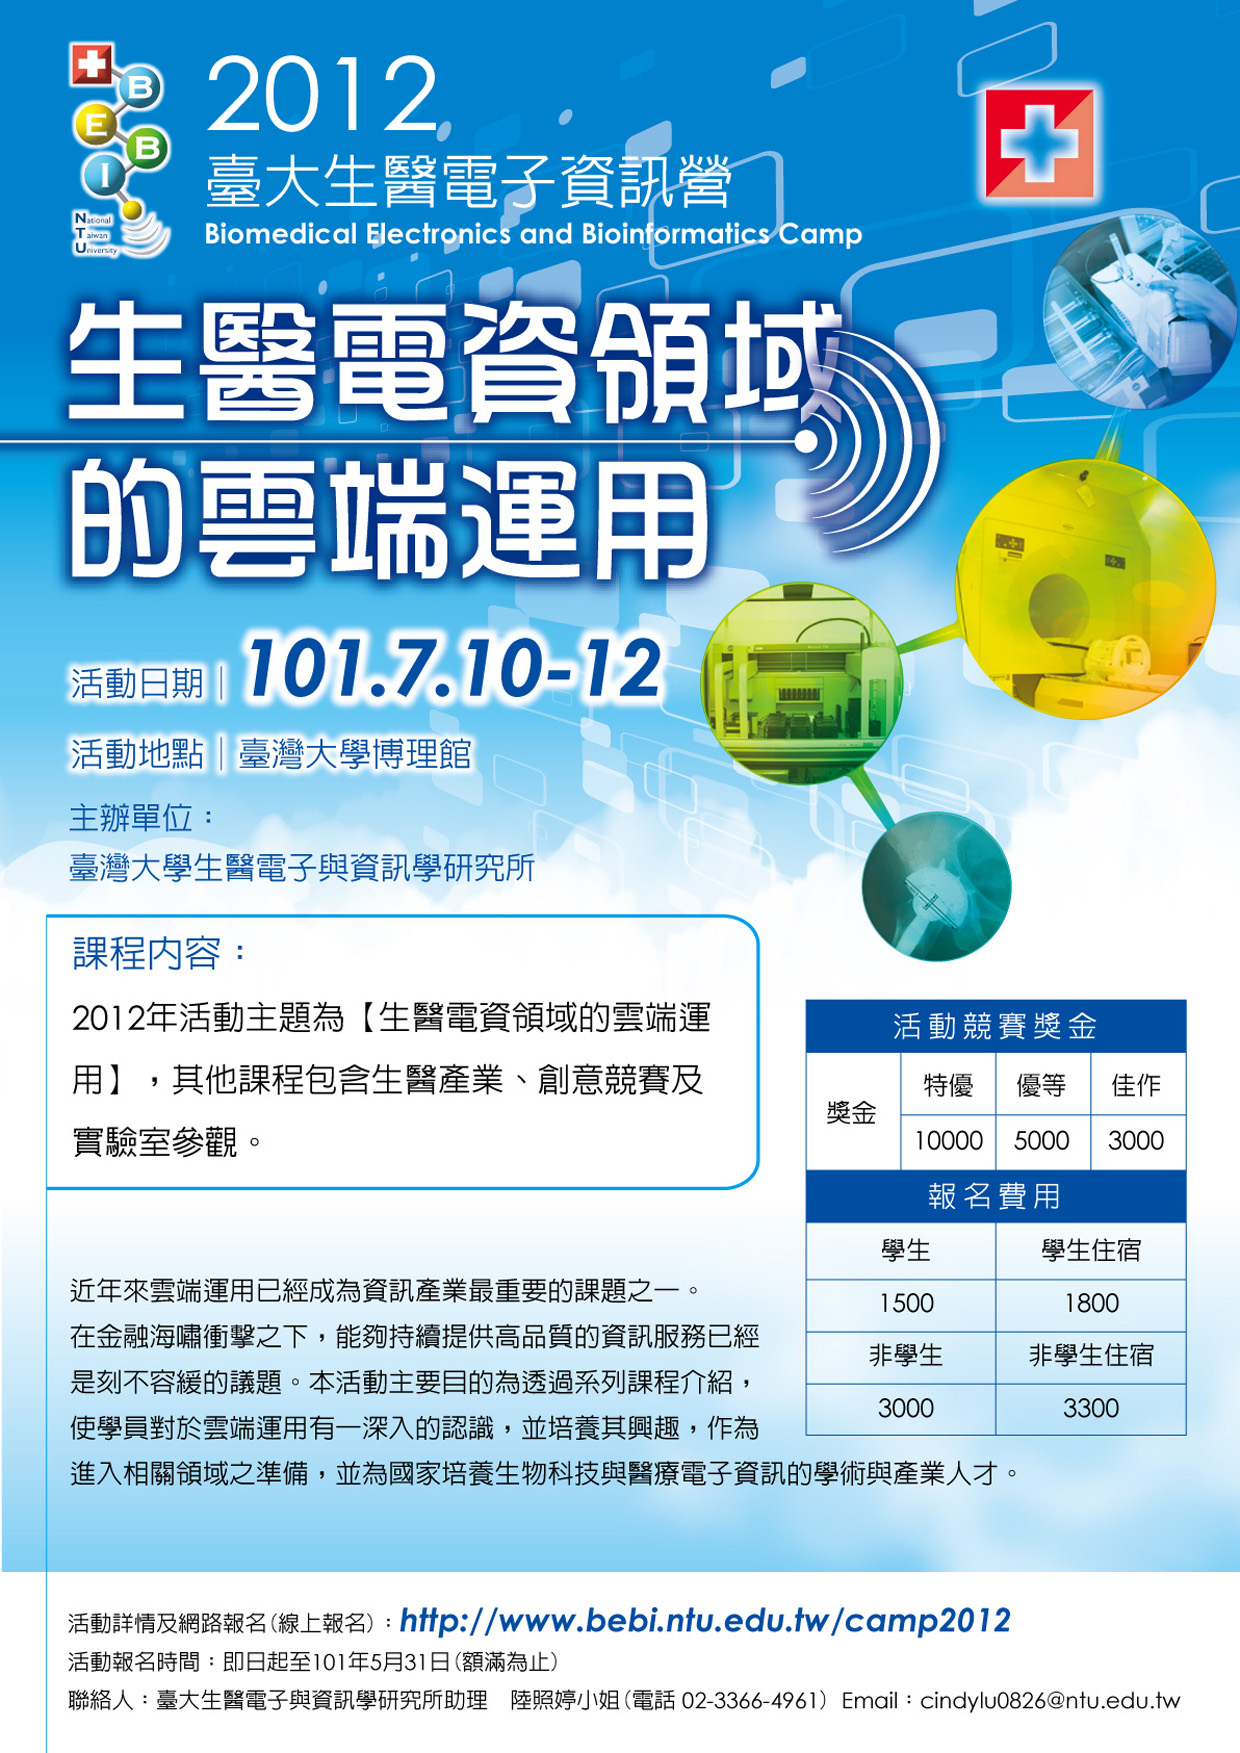 B
E
B
I
National
Taiwan
University
2012
臺大生醫電子資訊營
Biomedical Electronics and Bioinformatics Camp
生醫電資領域
的雲端運用
活動日期｜101.7.10-12
活動地點｜臺灣大學博理館
主辦單位：
臺灣大學生醫電子與資訊學研究所
課程內容：
2012年活動主題為【生醫電資領域的雲端運
用】，其他課程包含生醫產業、創意競賽及
實驗室參觀。
活動競賽獎金
獎金 特優 優等 佳作
10000 5000 3000
報名費用
學生 學生住宿
1500 1800
非學生 非學生住宿
3000 3300
近年來雲端運用已經成為資訊產業最重要的課題之一。
在金融海嘯衝擊之下，能夠持續提供高品質的資訊服務已經
是刻不容緩的議題。本活動主要目的為透過系列課程介紹，
使學員對於雲端運用有一深入的認識，並培養其興趣，作為
進入相關領域之準備，並為國家培養生物科技與醫療電子資訊的學術與產業人才。
活動詳情及網路報名(線上報名)：http://www.bebi.ntu.edu.tw/camp2012
活動報名時間：即日起至101年5月31日(額滿為止)
聯絡人：臺大生醫電子與資訊學研究所助理　陸照婷小姐(電話 02-3366-4961) Email：cindylu0826@ntu.edu.tw